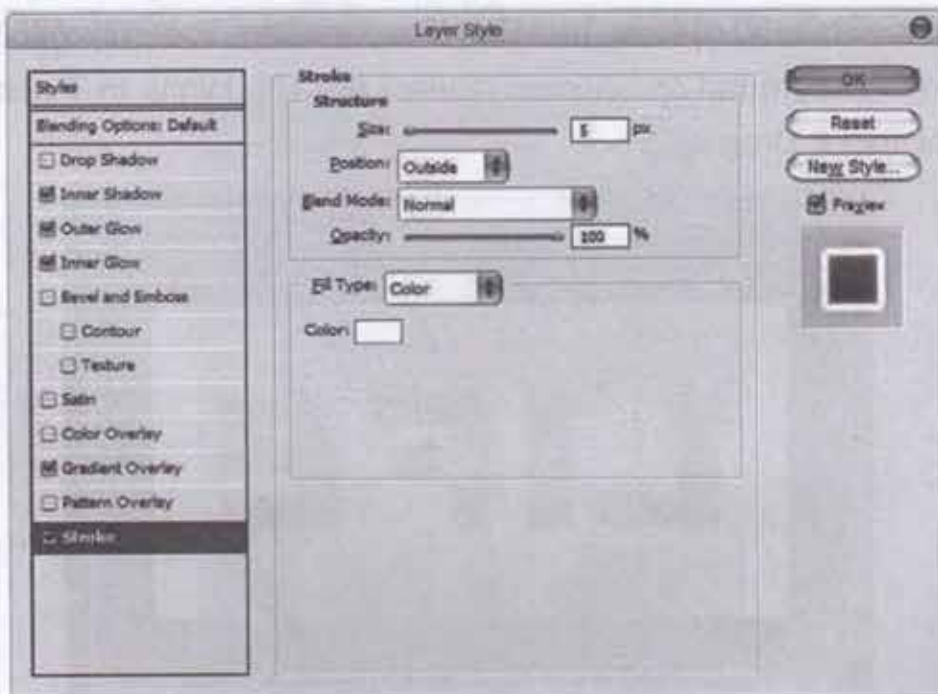 Layer Style
Styles
Blending Options: Default
Drop Shadow
Inner Shadow
Outer Glow
Inner Glow
Bevel and Emboss
Contour
Texture
Satin
Color Overlay
Gradient Overlay
Pattern Overlay
Stroke
Stroke
Structure
Size: 5 px
Position: Outside
Blend Mode: Normal
Opacity: 100 %
Fill Type: Color
Color:
OK
Reset
New Style...
Preview